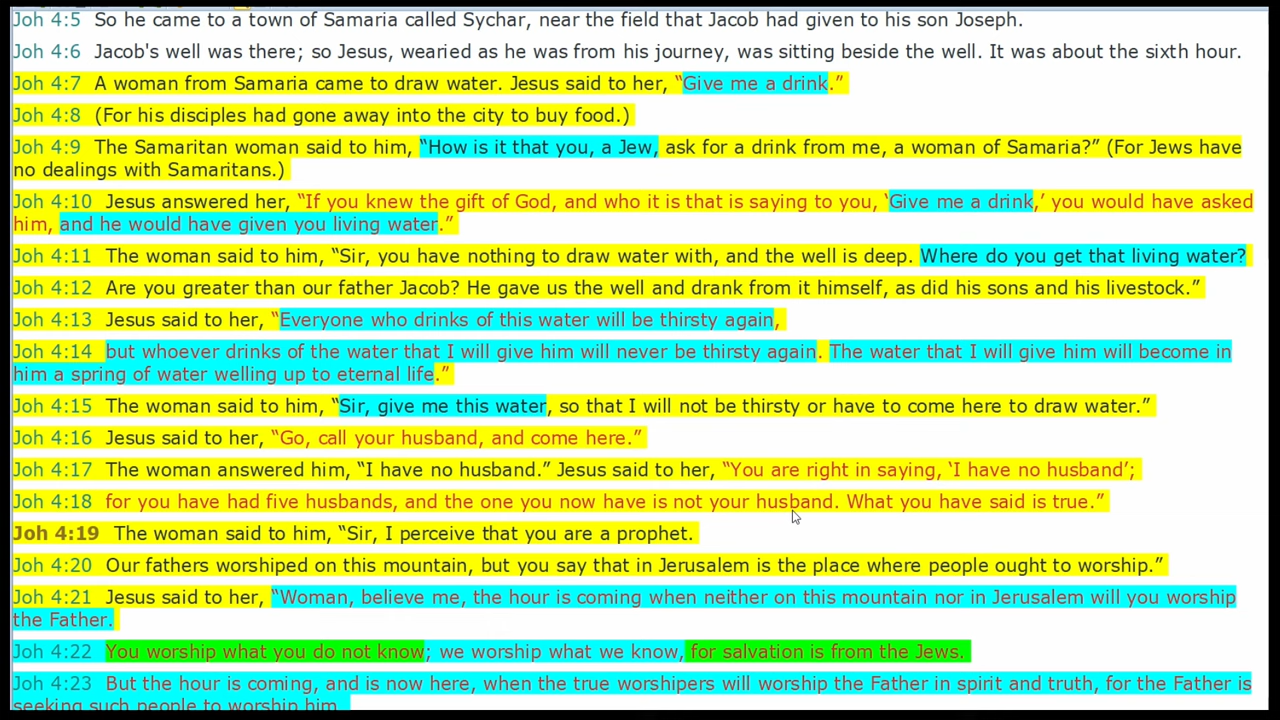 Joh 4:5 So he came to a town of Samaria called Sychar, near the field that Jacob had given to his son Joseph.
Joh 4:6 Jacob's well was there; so Jesus, wearied as he was from his journey, was sitting beside the well. It was about the sixth hour.
Joh 4:7 A woman from Samaria came to draw water. Jesus said to her, “Give me a drink.”
Joh 4:8 (For his disciples had gone away into the city to buy food.)
Joh 4:9 The Samaritan woman said to him, “How is it that you, a Jew, ask for a drink from me, a woman of Samaria?” (For Jews have
no dealings with Samaritans.)
Joh 4:10 Jesus answered her, “If you knew the gift of God, and who it is that is saying to you, ‘Give me a drink,’ you would have asked
him, and he would have given you living water.”
Joh 4:11 The woman said to him, “Sir, you have nothing to draw water with, and the well is deep. Where do you get that living water?
Joh 4:12 Are you greater than our father Jacob? He gave us the well and drank from it himself, as did his sons and his livestock.”
Joh 4:13 Jesus said to her, “Everyone who drinks of this water will be thirsty again,
Joh 4:14 but whoever drinks of the water that I will give him will never be thirsty again. The water that I will give him will become in
him a spring of water welling up to eternal life.”
Joh 4:15 The woman said to him, “Sir, give me this water, so that I will not be thirsty or have to come here to draw water.”
Joh 4:16 Jesus said to her, “Go, call your husband, and come here.”
Joh 4:17 The woman answered him, “I have no husband.” Jesus said to her, “You are right in saying, ‘I have no husband’;
Joh 4:18 for you have had five husbands, and the one you now have is not your husband. What you have said is true.”
Joh 4:19 The woman said to him, “Sir, I perceive that you are a prophet.
Joh 4:20 Our fathers worshiped on this mountain, but you say that in Jerusalem is the place where people ought to worship.”
Joh 4:21 Jesus said to her, “Woman, believe me, the hour is coming when neither on this mountain nor in Jerusalem will you worship
the Father.
Joh 4:22 You worship what you do not know; we worship what we know, for salvation is from the Jews.
Joh 4:23 But the hour is coming, and is now here, when the true worshipers will worship the Father in spirit and truth, for the Father is
seeking such people to worship him.